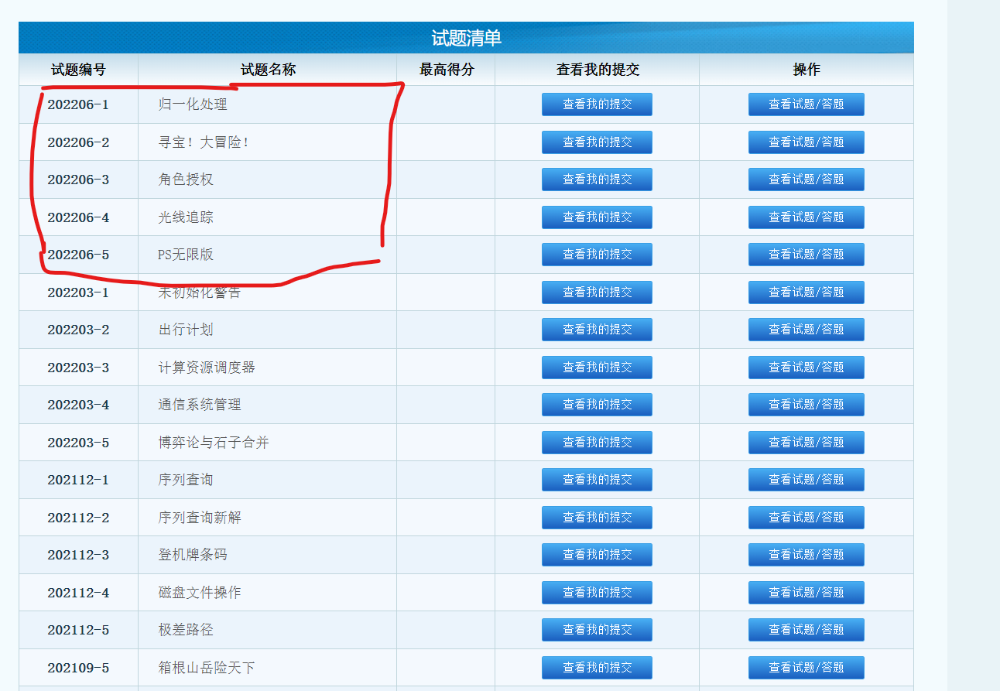 试题清单
试题编号 试题名称 最高得分 查看我的提交 操作
202206-1 归一化处理 查看我的提交 查看试题/答题
202206-2 寻宝！大冒险！ 查看我的提交 查看试题/答题
202206-3 角色授权 查看我的提交 查看试题/答题
202206-4 光线追踪 查看我的提交 查看试题/答题
202206-5 PS无限版 查看我的提交 查看试题/答题
202203-1 未初始化警告 查看我的提交 查看试题/答题
202203-2 出行计划 查看我的提交 查看试题/答题
202203-3 计算资源调度器 查看我的提交 查看试题/答题
202203-4 通信系统管理 查看我的提交 查看试题/答题
202203-5 博弈论与石子合并 查看我的提交 查看试题/答题
202112-1 序列查询 查看我的提交 查看试题/答题
202112-2 序列查询新解 查看我的提交 查看试题/答题
202112-3 登机牌条码 查看我的提交 查看试题/答题
202112-4 磁盘文件操作 查看我的提交 查看试题/答题
202112-5 极差路径 查看我的提交 查看试题/答题
202109-5 箱根山岳险天下 查看我的提交 查看试题/答题